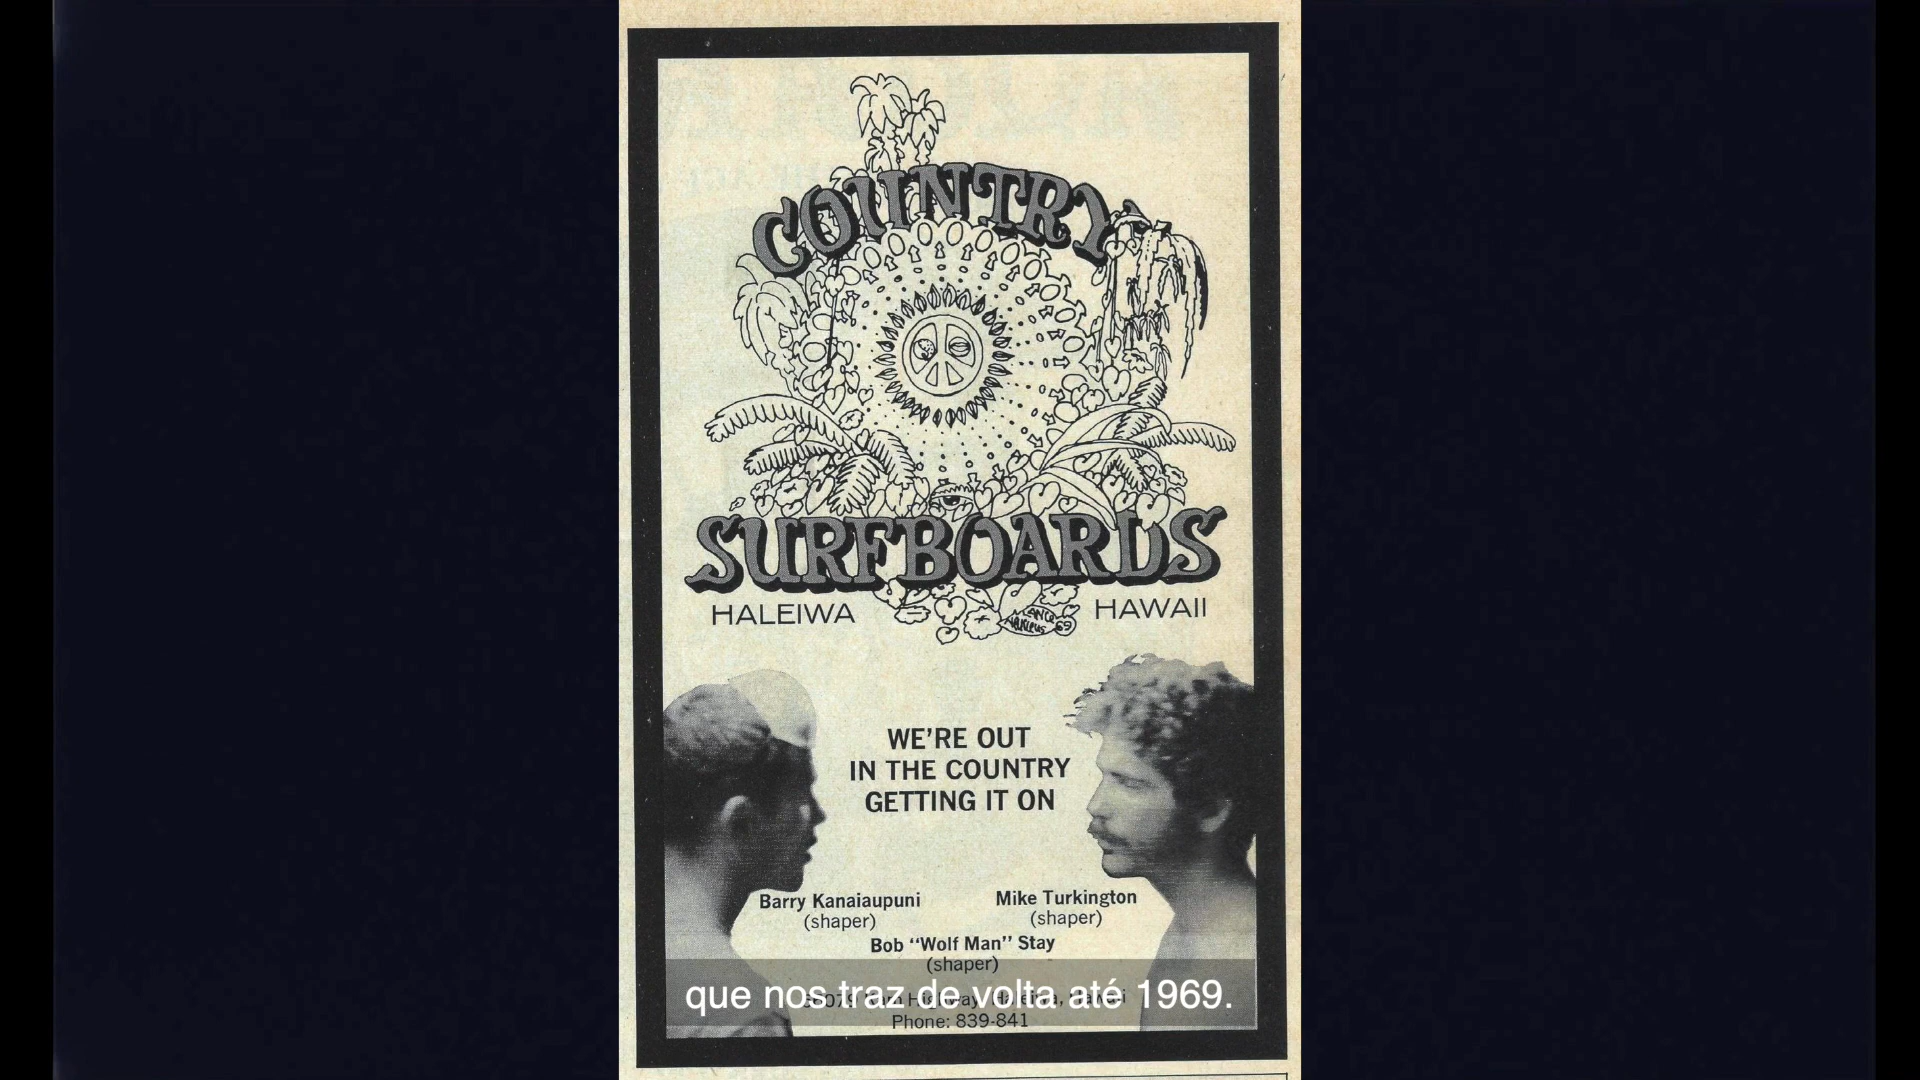 COUNTRY
SURFBOARDS
HALEIWA
HAWAII
69
WE'RE OUT
IN THE COUNTRY
GETTING IT ON
Barry Kanaiaupuni
(shaper)
Mike Turkington
(shaper)
Bob "Wolf Man" Stay
(shaper)
que nos traz de volta até 1969.
Phone: 839-841